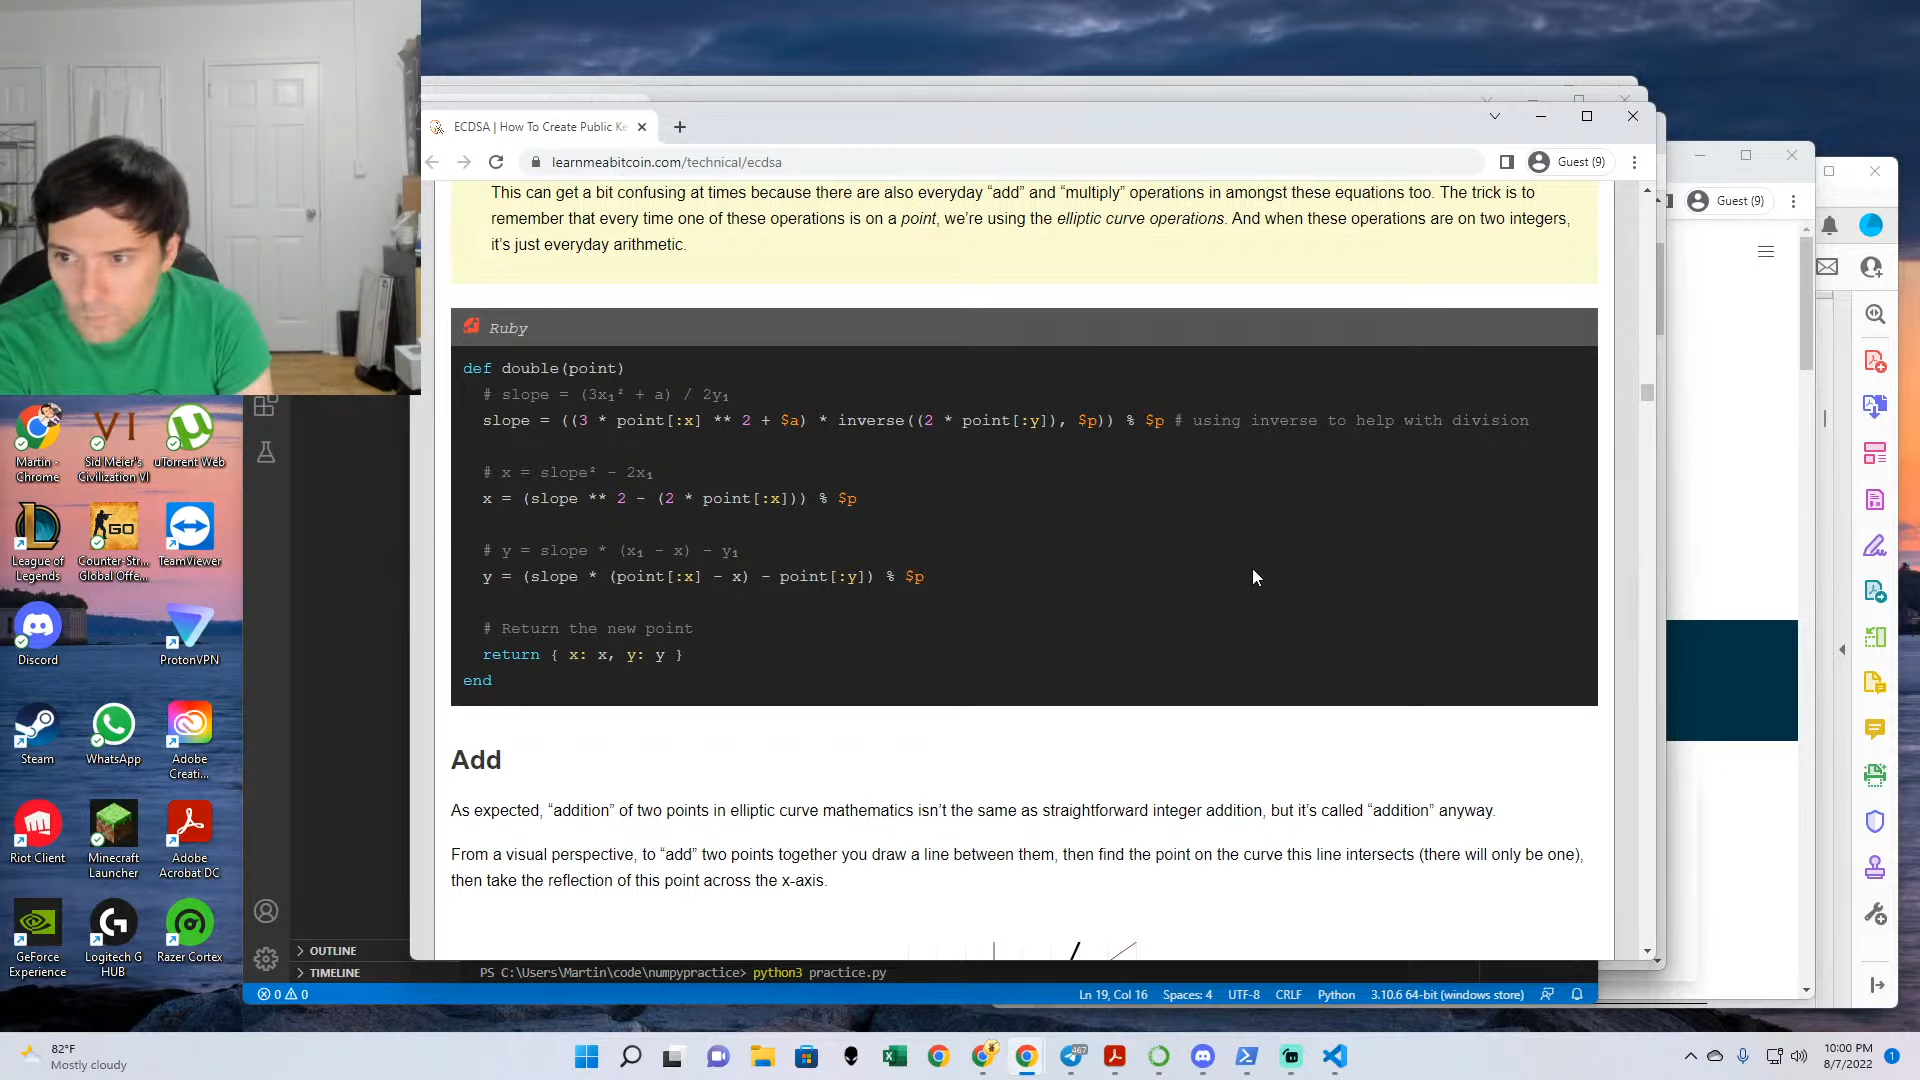 ECDSA | How To Create Public Ke
learnmeabitcoin.com/technical/ecdsa
Guest (9)
Guest (9)
This can get a bit confusing at times because there are also everyday “add” and “multiply” operations in amongst these equations too. The trick is to
remember that every time one of these operations is on a point, we’re using the elliptic curve operations. And when these operations are on two integers,
it’s just everyday arithmetic.
Ruby
def double(point)
# slope = (3x₁² + a) / 2y₁
slope = ((3 * point[:x] ** 2 + $a) * inverse((2 * point[:y]), $p)) % $p # using inverse to help with division
# x = slope² - 2x₁
x = (slope ** 2 - (2 * point[:x])) % $p
# y = slope * (x₁ - x) - y₁
y = (slope * (point[:x] - x) - point[:y]) % $p
# Return the new point
return { x: x, y: y }
end
Add
As expected, “addition” of two points in elliptic curve mathematics isn’t the same as straightforward integer addition, but it’s called “addition” anyway.
From a visual perspective, to “add” two points together you draw a line between them, then find the point on the curve this line intersects (there will only be one),
then take the reflection of this point across the x-axis.
Martin -
Chrome
VI
Sid Meier's
Civilization VI
uTorrent Web
League of
Legends
GO
Counter-Str...
Global Offe...
TeamViewer
Discord
ProtonVPN
Steam
WhatsApp
Adobe
Creati...
Riot Client
Minecraft
Launcher
Adobe
Acrobat DC
GeForce
Experience
Logitech G
HUB
Razer Cortex
OUTLINE
TIMELINE
PS C:\Users\Martin\code\numpypractice> python3 practice.py
0 0
Ln 19, Col 16
Spaces: 4
UTF-8
CRLF
Python
3.10.6 64-bit (windows store)
82°F
Mostly cloudy
467
10:00 PM
8/7/2022
1